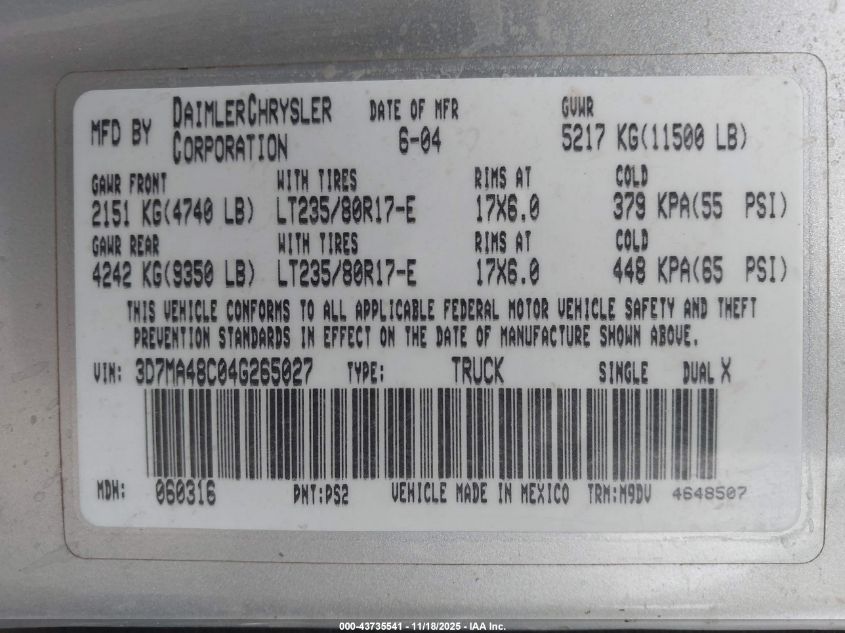 MFD BY DAIMLERCHRYSLER CORPORATION DATE OF MFR 6-04 GVWR 5217 KG(11500 LB)
GAWR FRONT WITH TIRES RIMS AT COLD
2151 KG(4740 LB) LT235/80R17-E 17X6.0 379 KPA(55 PSI)
GAWR REAR WITH TIRES RIMS AT COLD
4242 KG(9350 LB) LT235/80R17-E 17X6.0 448 KPA(65 PSI)
THIS VEHICLE CONFORMS TO ALL APPLICABLE FEDERAL MOTOR VEHICLE SAFETY AND THEFT
PREVENTION STANDARDS IN EFFECT ON THE DATE OF MANUFACTURE SHOWN ABOVE.
VIN: 3D7MA48C04G265027 TYPE: TRUCK SINGLE DUAL X
MDH: 060316 PNT:PS2 VEHICLE MADE IN MEXICO TRM:M9DV 4648507
000-43735541 - 11/18/2025 - IAA Inc.